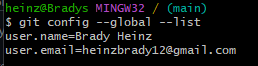 heinz@Bradys MINGW32 / (main)
$ git config --global --list
user.name=Brady Heinz
user.email=heinzbrady12@gmail.com